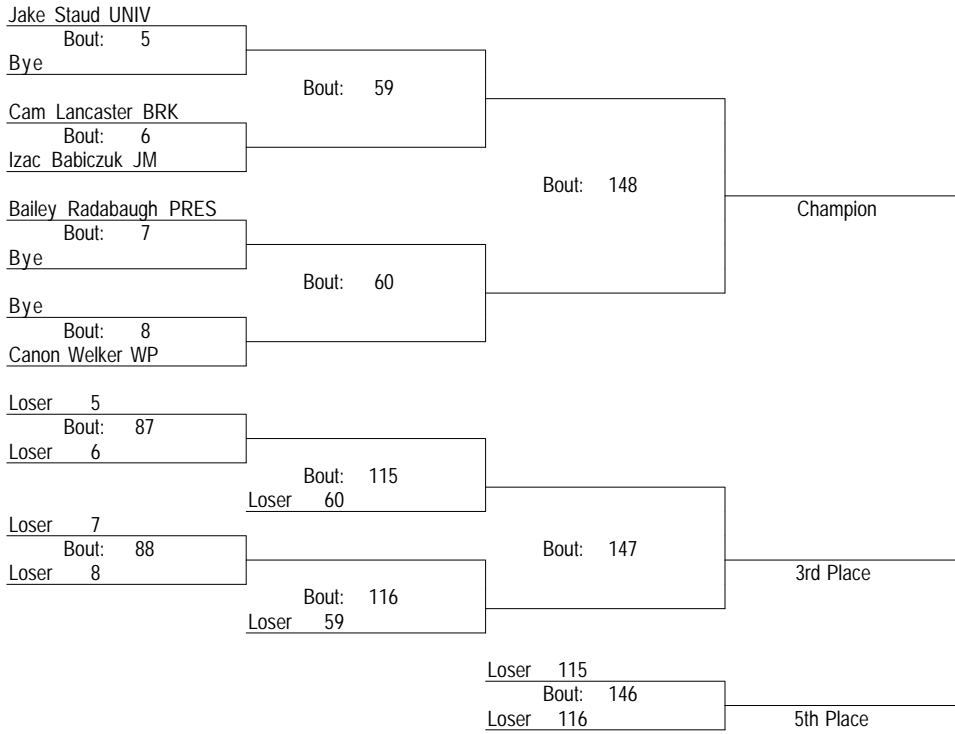 Jake Staud UNIV
Bout: 5
Bye
Bout: 59
Cam Lancaster BRK
Bout: 6
Izac Babiczuk JM
Bout: 148
Bailey Radabaugh PRES
Champion
Bout: 7
Bye
Bout: 60
Bye
Bout: 8
Canon Welker WP
Loser 5
Bout: 87
Loser 6
Bout: 115
Loser 60
Loser 7
Bout: 88
Bout: 147
Loser 8
3rd Place
Bout: 116
Loser 59
Loser 115
Bout: 146
Loser 116
5th Place